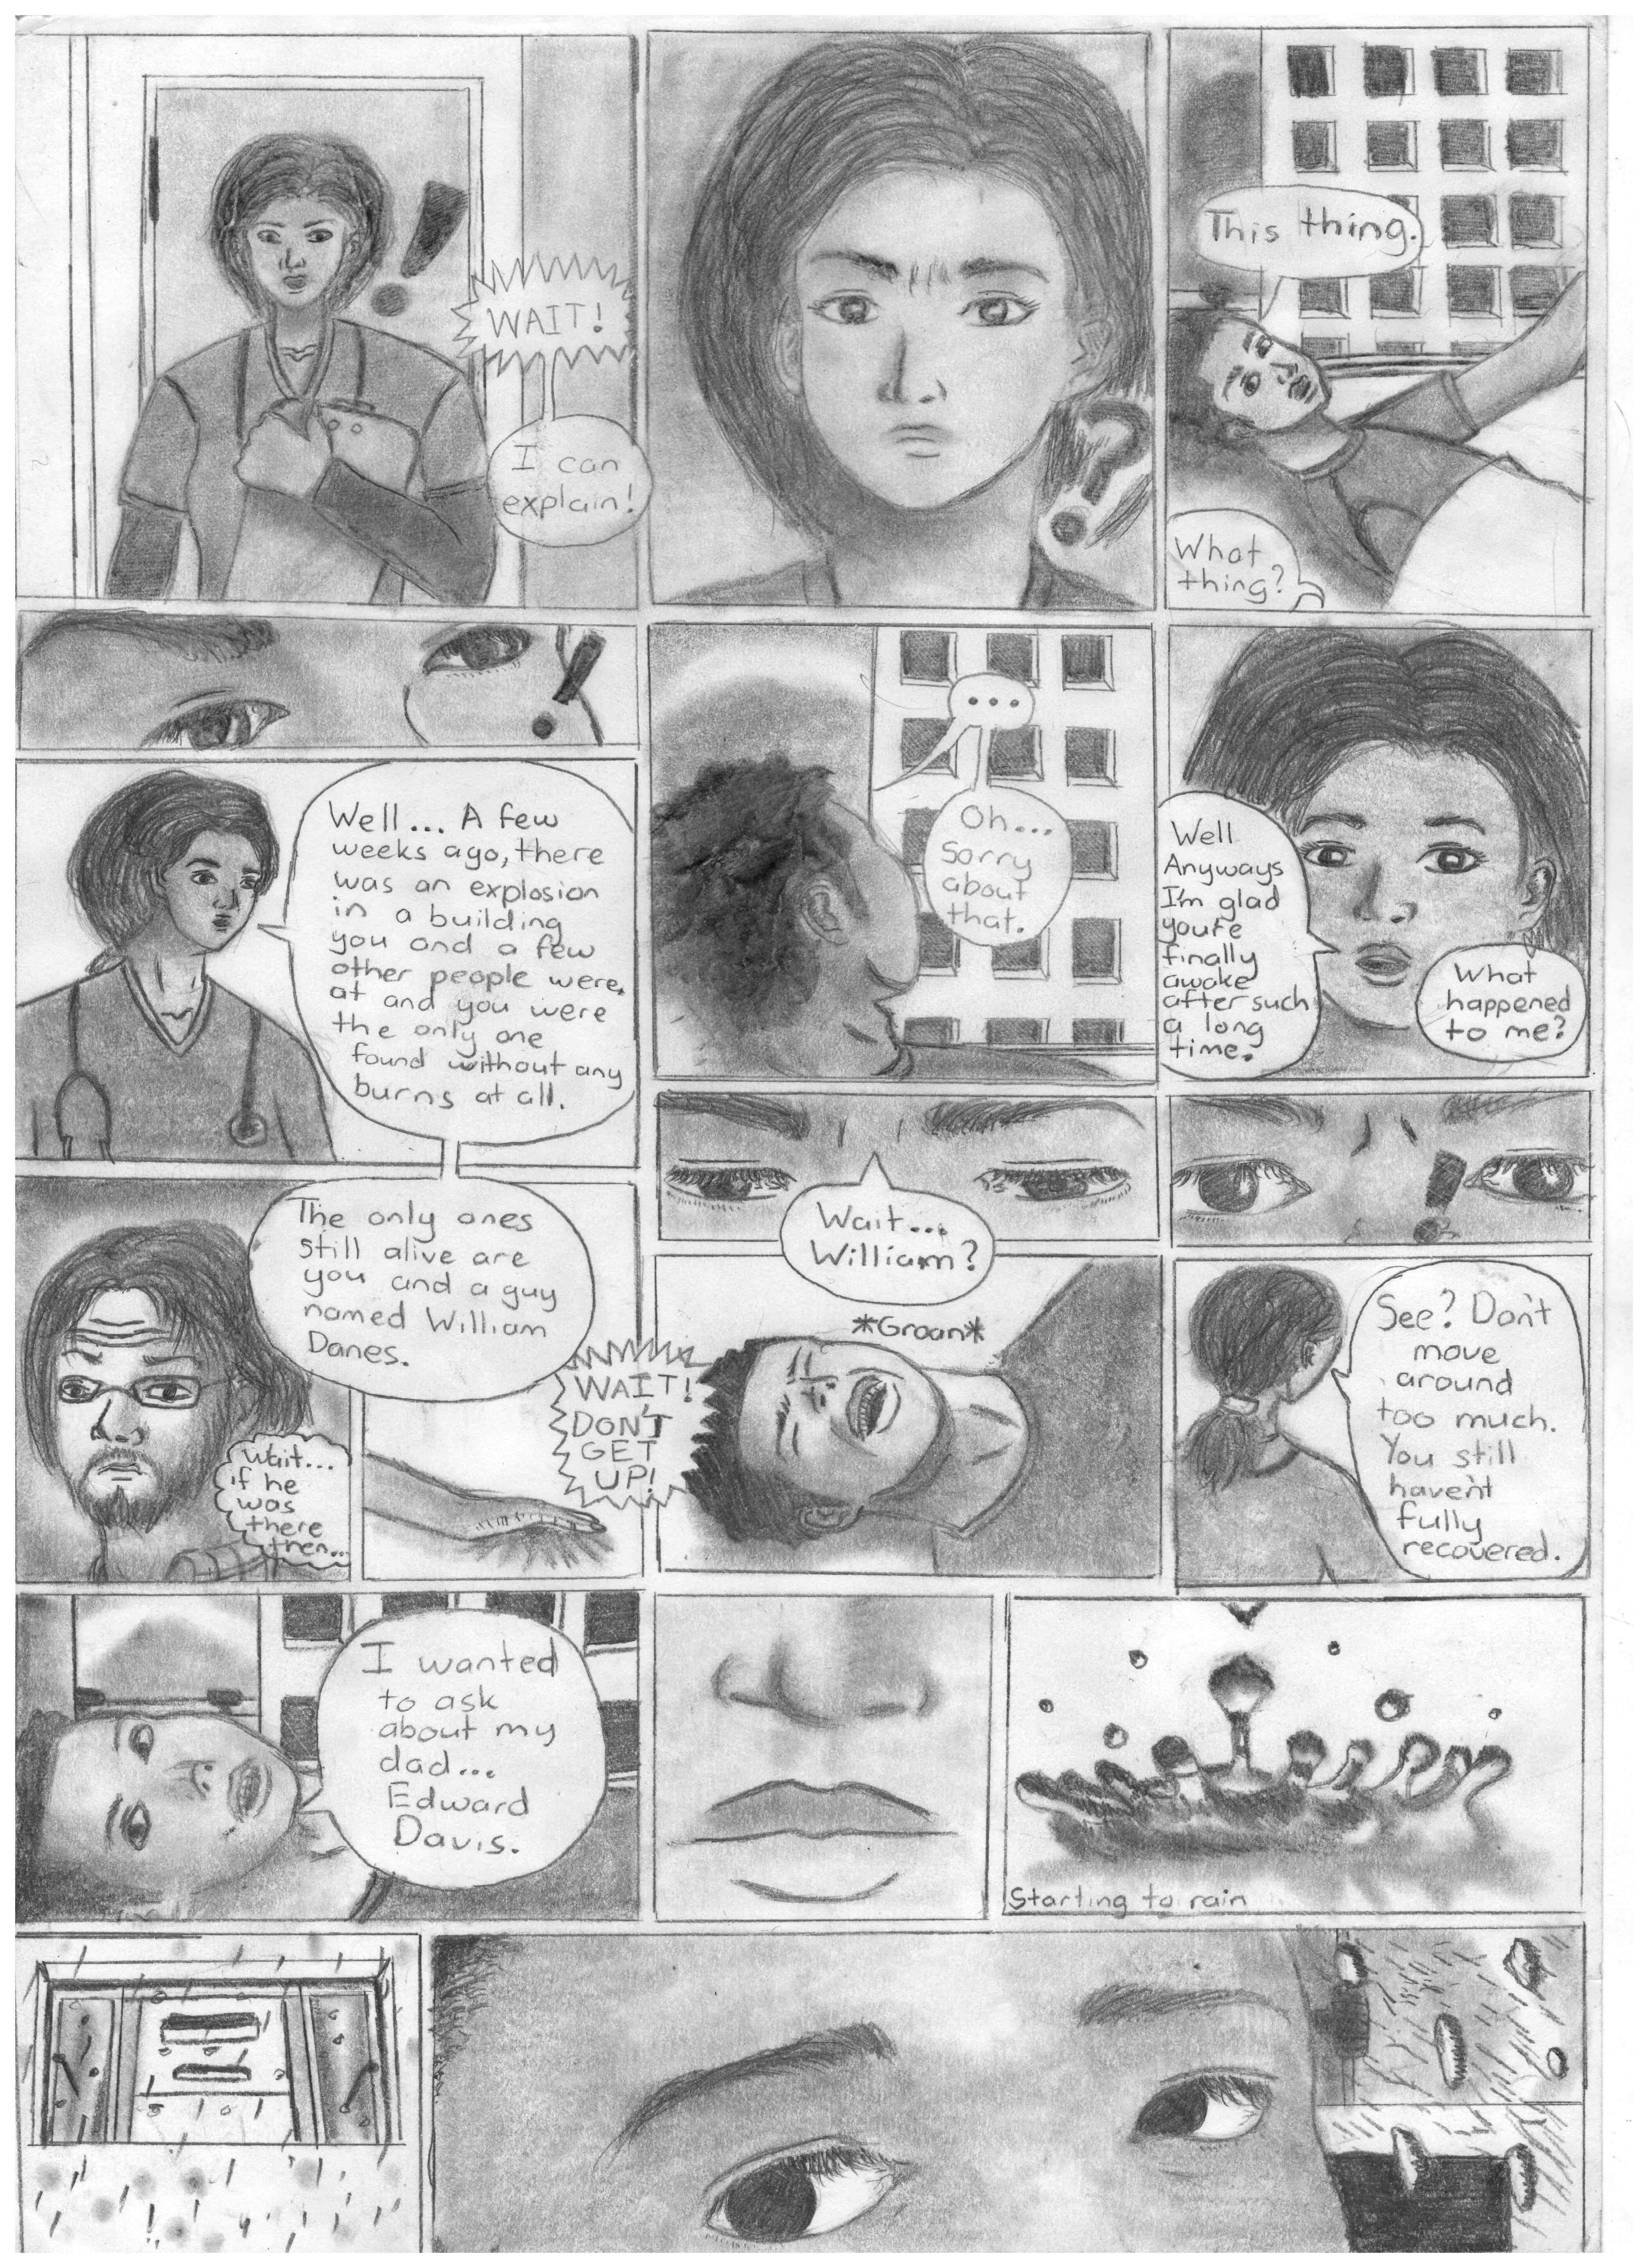 WAIT!
I can
explain!
This thing.
What
thing?
...
Oh...
Sorry
about
that.
Well
Anyways
I'm glad
you're
finally
awake
after such
a long
time.
What
happened
to me?
Well... A few
weeks ago, there
was an explosion
in a building
you and a few
other people were
at and you were
the only one
found without any
burns at all.
The only ones
still alive are
you and a guy
named William
Danes.
Wait...
if he
was
there
then...
Wait...
William?
WAIT!
DON'T
GET
UP!
*Groan*
See? Don't
move
around
too much.
You still
haven't
fully
recovered.
I wanted
to ask
about my
dad...
Edward
Davis.
Starting to rain